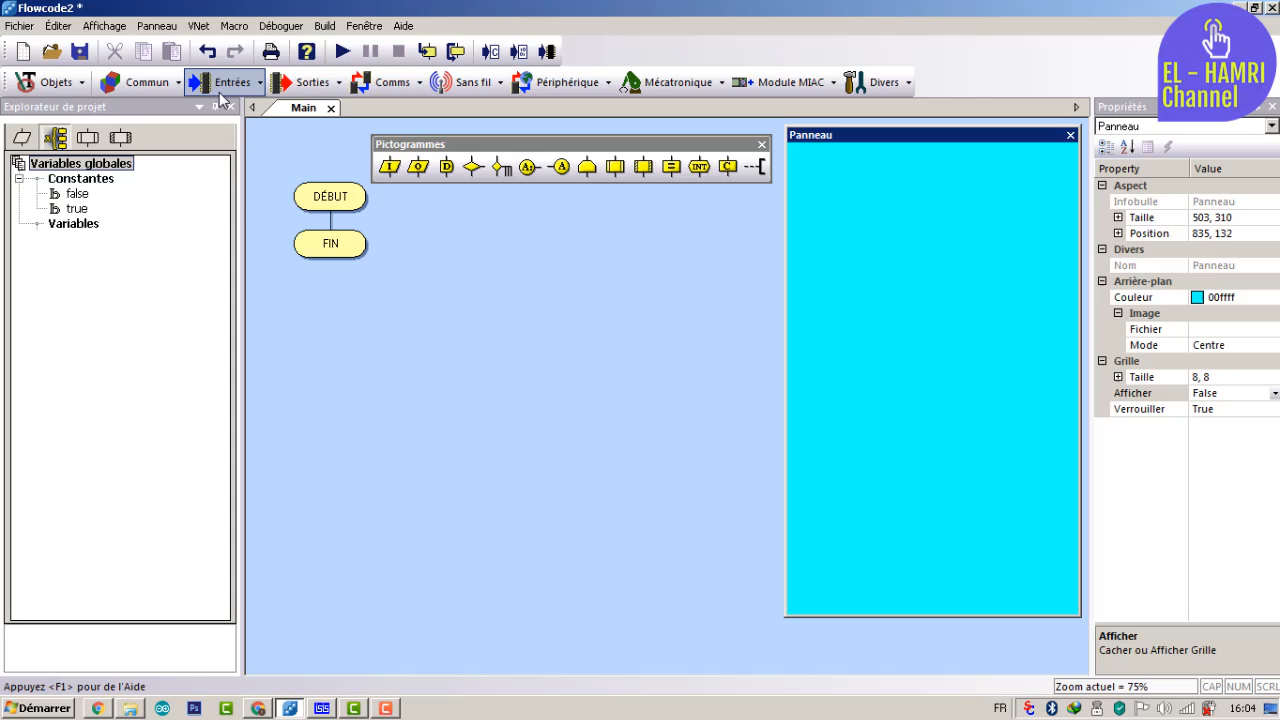 Flowcode2 *
Fichier Éditer Affichage Panneau VNet Macro Déboguer Build Fenêtre Aide
Objets Commun Entrées Sorties Comms Sans fil Périphérique Mécatronique Module MIAC Divers
EL - HAMRI
Channel
Explorateur de projet
Main
Propriétés
Variables globales
Constantes
false
true
Variables
Pictogrammes
DÉBUT
FIN
Panneau
Panneau
Property Value
Aspect
Infobulle Panneau
Taille 503, 310
Position 835, 132
Divers
Nom Panneau
Arrière-plan
Couleur 00ffff
Image
Fichier
Mode Centre
Grille
Taille 8, 8
Afficher False
Verrouiller True
Afficher
Cacher ou Afficher Grille
Appuyez <F1> pour de l'Aide
Zoom actuel = 75% CAP NUM SCRL
Démarrer
FR 16:04